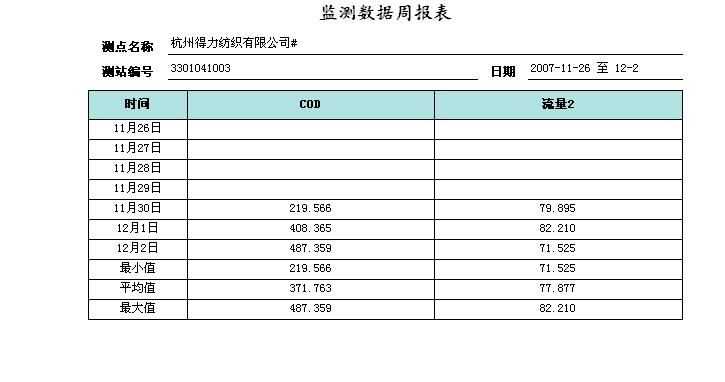 监测数据周报表
测点名称 杭州得力纺织有限公司#
测站编号 3301041003 日期 2007-11-26 至 12-2
时间 COD 流量2
11月26日
11月27日
11月28日
11月29日
11月30日 219.566 79.895
12月1日 408.365 82.210
12月2日 487.359 71.525
最小值 219.566 71.525
平均值 371.763 77.877
最大值 487.359 82.210